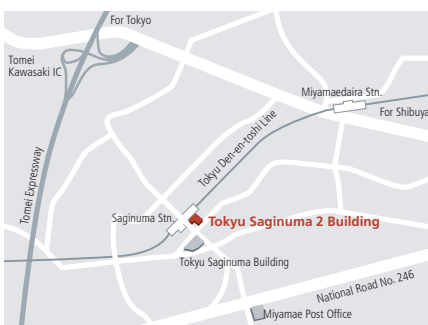 For Tokyo
Tomei
Kawasaki IC
Miyamaedaira Stn.
For Shibuya
Tokyu Den-en-toshi Line
Tomei Expressway
Saginuma Stn.
Tokyu Saginuma 2 Building
Tokyu Saginuma Building
National Road No. 246
Miyamae Post Office